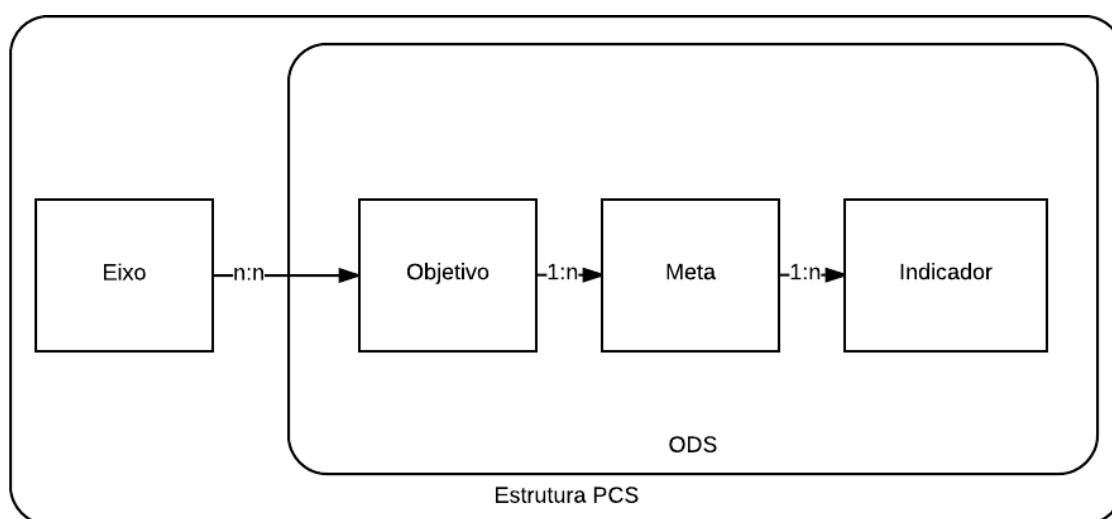 Eixo
n:n
Objetivo
1:n
Meta
1:n
Indicador
ODS
Estrutura PCS